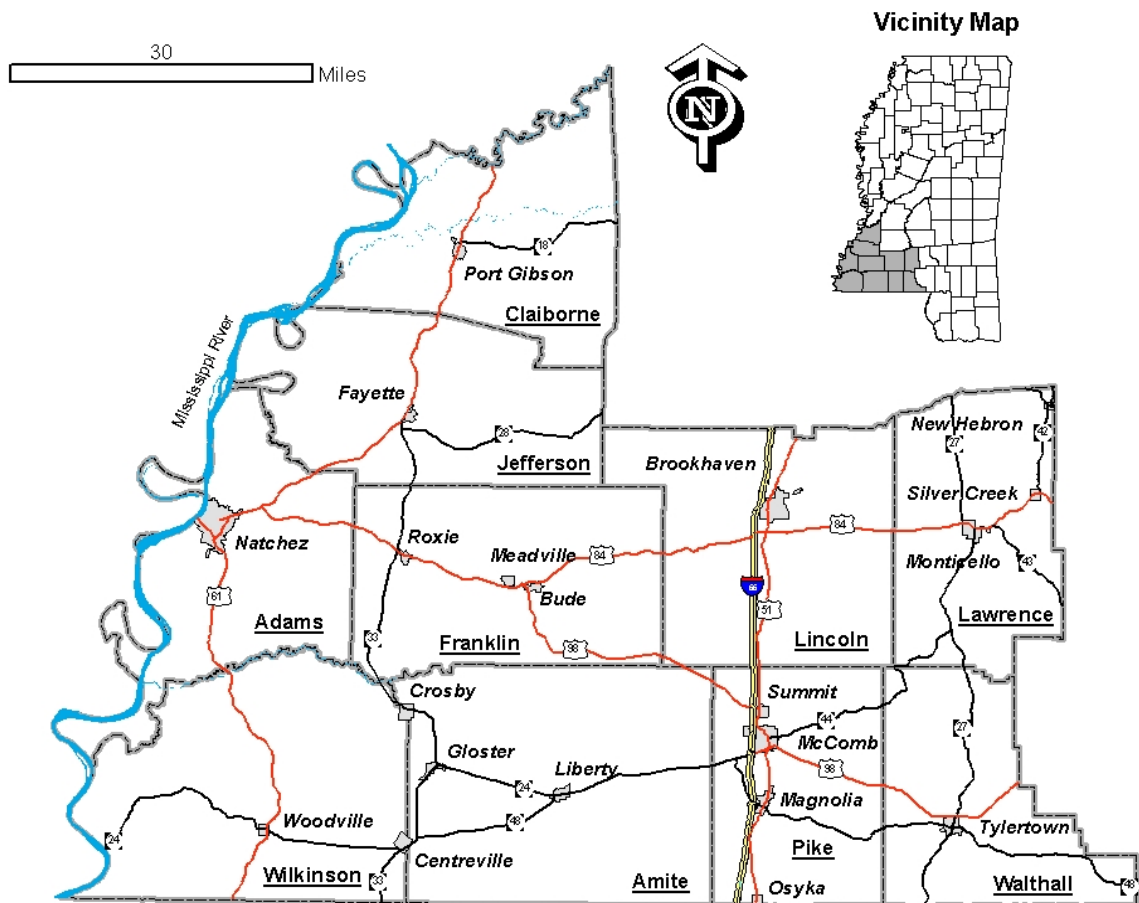 Vicinity Map
30
Miles
N
18
Port Gibson
Claiborne
Mississippi River
Fayette
28
Jefferson
New Hebron
27
42
Brookhaven
Silver Creek
84
Natchez
Roxie
Meadville
84
Monticello
43
Bude
61
Adams
33
Franklin
98
51
Lincoln
Lawrence
Crosby
Summit
44
27
McComb
Gloster
Liberty
98
24
Magnolia
48
Woodville
24
Tylertown
Centreville
Pike
Wilkinson
33
Amite
Osyka
Walthall
48